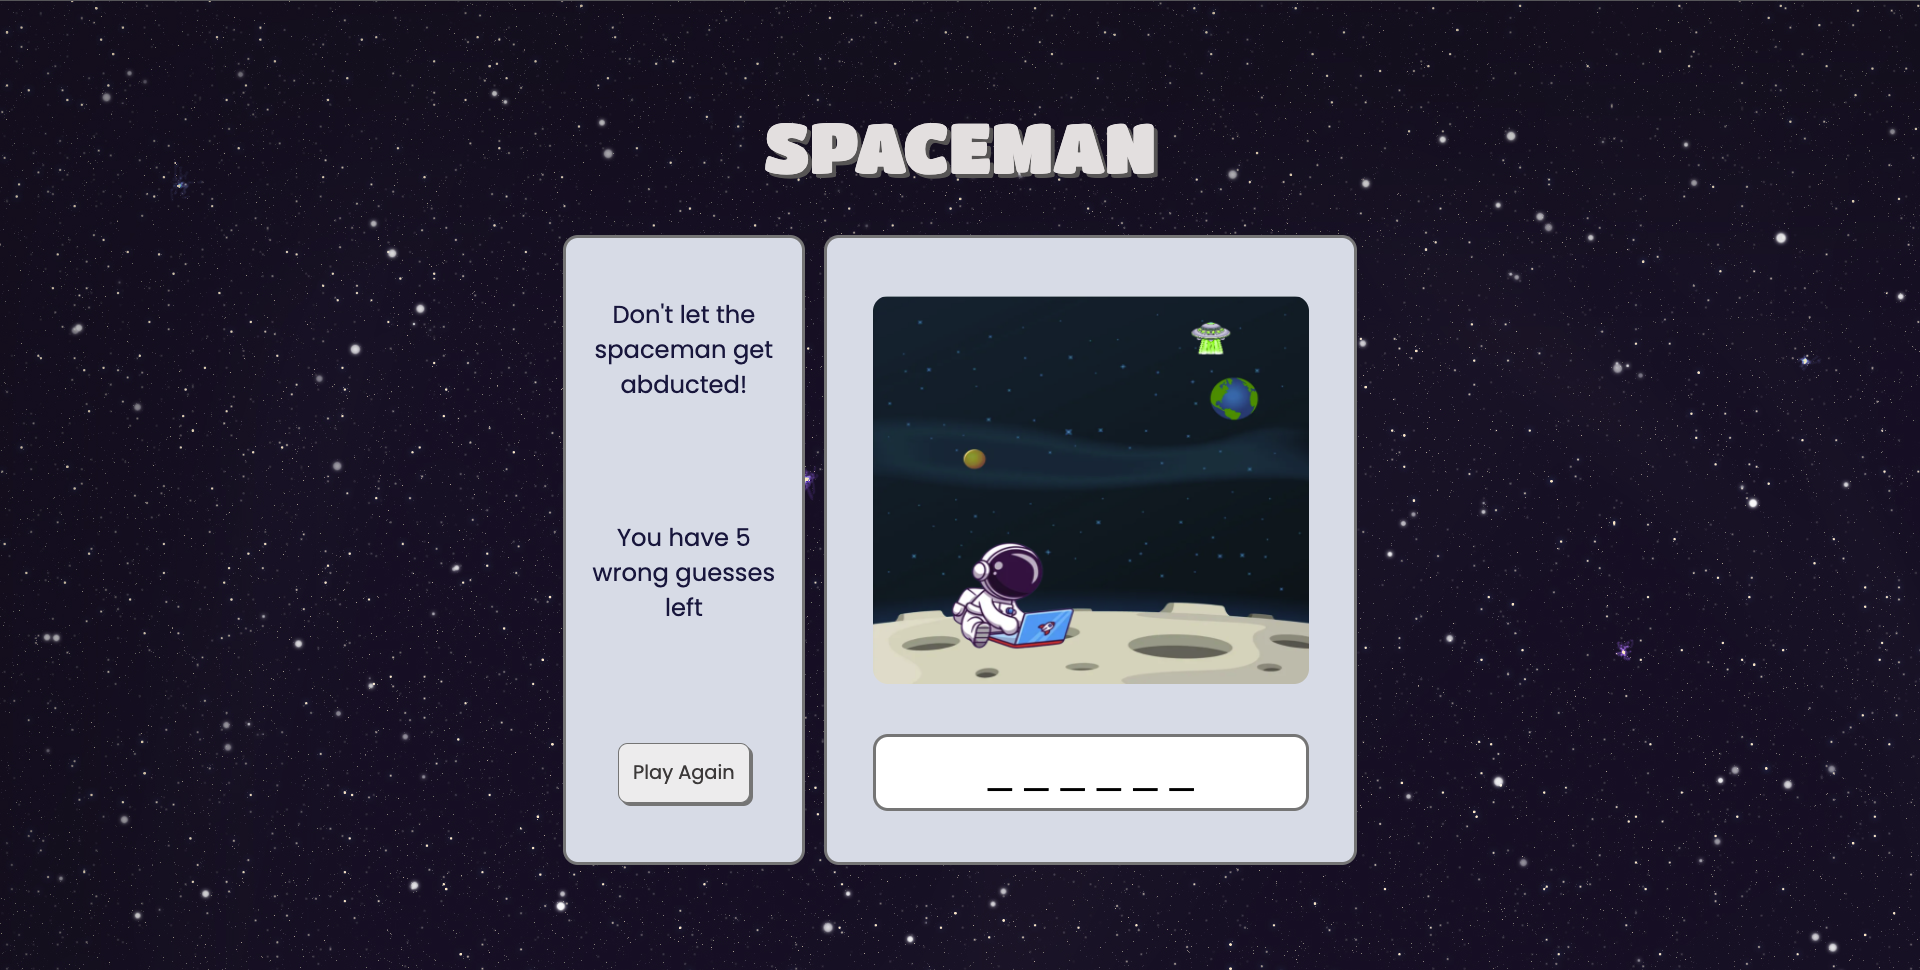 SPACEMAN
Don't let the
spaceman get
abducted!
You have 5
wrong guesses
left
Play Again
_ _ _ _ _ _